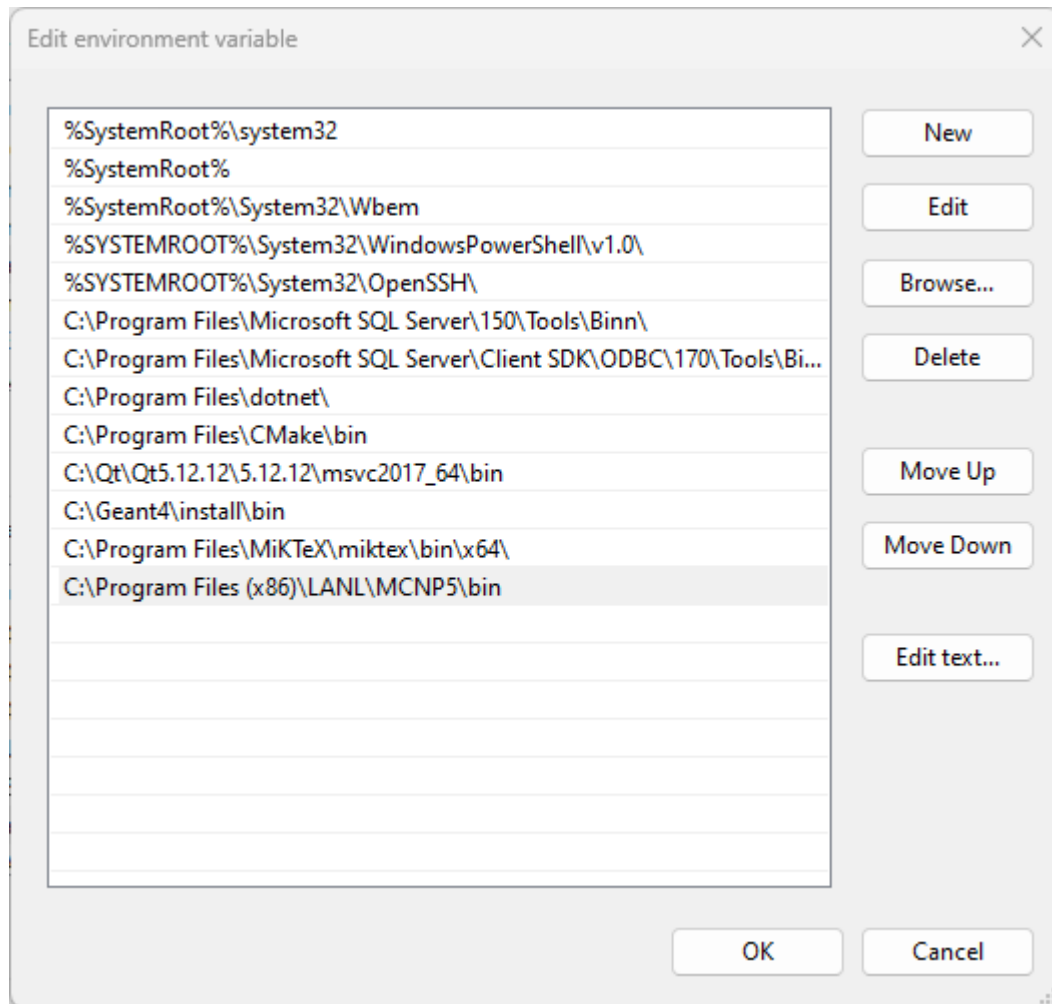 Edit environment variable
%SystemRoot%\system32
%SystemRoot%
%SystemRoot%\System32\Wbem
%SYSTEMROOT%\System32\WindowsPowerShell\v1.0\
%SYSTEMROOT%\System32\OpenSSH\
C:\Program Files\Microsoft SQL Server\150\Tools\Binn\
C:\Program Files\Microsoft SQL Server\Client SDK\ODBC\170\Tools\Bi...
C:\Program Files\dotnet\
C:\Program Files\CMake\bin
C:\Qt\Qt5.12.12\5.12.12\msvc2017_64\bin
C:\Geant4\install\bin
C:\Program Files\MiKTeX\miktex\bin\x64\
C:\Program Files (x86)\LANL\MCNP5\bin
New
Edit
Browse...
Delete
Move Up
Move Down
Edit text...
OK
Cancel